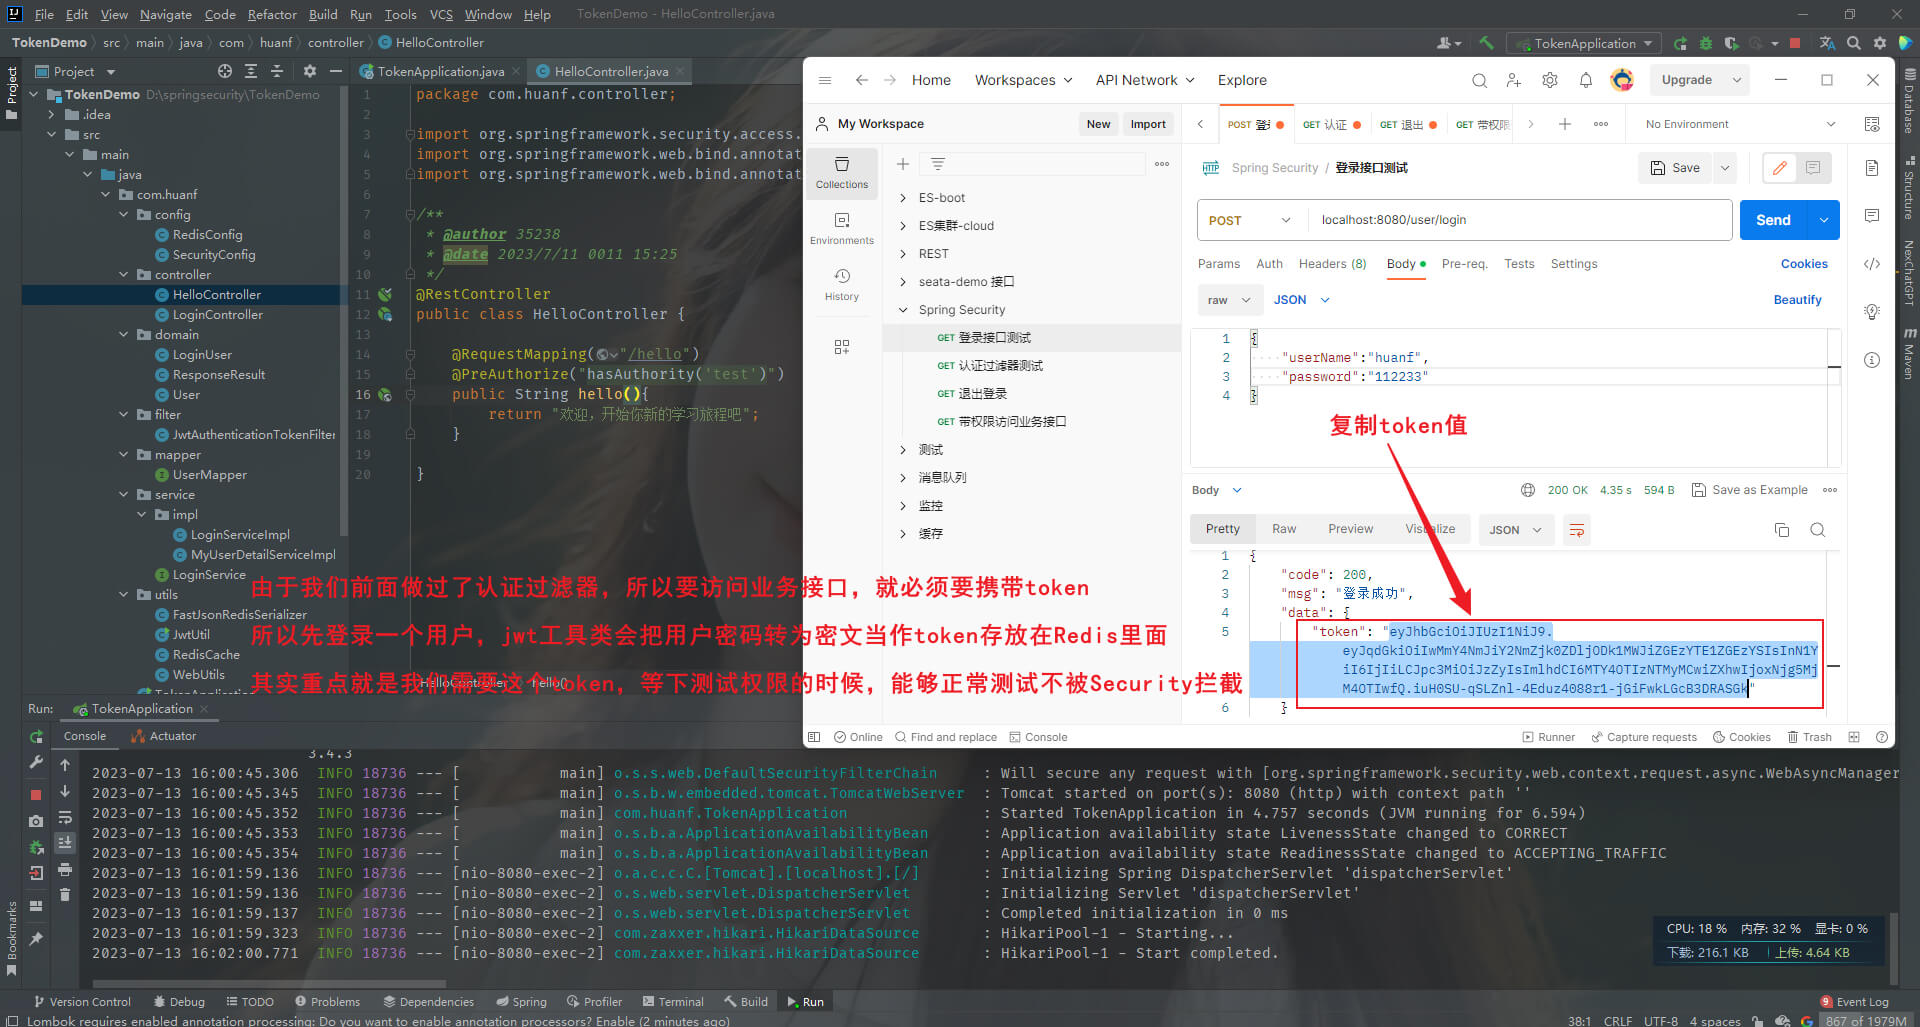 File Edit View Navigate Code Refactor Build Run Tools VCS Window Help TokenDemo - HelloController.java
TokenDemo src main java com huanf controller HelloController
TokenApplication
Project
Project
TokenDemo D:\springsecurity\TokenDemo
.idea
src
main
java
com.huanf
config
RedisConfig
SecurityConfig
controller
HelloController
LoginController
domain
LoginUser
ResponseResult
User
filter
JwtAuthenticationTokenFilter
mapper
UserMapper
service
impl
LoginServiceImpl
MyUserDetailServiceImpl
LoginService
utils
FastJsonRedisSerializer
JwtUtil
RedisCache
WebUtils
TokenApplication
TokenApplication.java HelloController.java
1 package com.huanf.controller;
2
3 import org.springframework.security.access.
4 import org.springframework.web.bind.annotat
5 import org.springframework.web.bind.annotat
6
7 /**
8 * @author 35238
9 * @date 2023/7/11 0011 15:25
10 */
11 @RestController
12 public class HelloController {
13
14 @RequestMapping("/hello")
15 @PreAuthorize("hasAuthority('test')")
16 public String hello(){
17 return "欢迎，开始你新的学习旅程吧";
18 }
19
20 }
HelloController hello()
Home Workspaces API Network Explore Upgrade
My Workspace New Import
POST 登 GET 认证 GET 退出 GET 带权限 No Environment
Collections
Environments
History
ES-boot
ES集群-cloud
REST
seata-demo 接口
Spring Security
GET 登录接口测试
GET 认证过滤器测试
GET 退出登录
GET 带权限访问业务接口
测试
消息队列
监控
缓存
HTTP Spring Security / 登录接口测试 Save
POST localhost:8080/user/login Send
Params Auth Headers (8) Body Pre-req. Tests Settings Cookies
raw JSON Beautify
1 {
2 "userName":"huanf",
3 "password":"112233"
4 }
复制token值
Body 200 OK 4.35 s 594 B Save as Example
Pretty Raw Preview Visualize JSON
1 {
2 "code": 200,
3 "msg": "登录成功",
4 "data": {
5 "token": "eyJhbGciOiJIUzI1NiJ9.
eyJqdGkiOiIwMmY4NmJiY2NmZjk0ZDljODk1MWJiZGEzYTE1ZGEzYSIsInN1Y
iI6IjIiLCJpc3MiOiJzZyIsImlhdCI6MTY4OTIzNTMyMCwiZXhwIjoxNjg5Mj
M4OTIwfQ.iuH0SU-qSLZnl-4Eduz4088r1-jGiFwkLGcB3DRASGk"
6 }
由于我们前面做过了认证过滤器，所以要访问业务接口，就必须要携带token
所以先登录一个用户，jwt工具类会把用户密码转为密文当作token存放在Redis里面
其实重点就是我们需要这个token，等下测试权限的时候，能够正常测试不被Security拦截
Online Find and replace Console Runner Capture requests Cookies Trash
Database
Structure
NexChatGPT
Maven
Run: TokenApplication
Console Actuator
3.4.3
2023-07-13 16:00:45.306 INFO 18736 --- [ main] o.s.s.web.DefaultSecurityFilterChain : Will secure any request with [org.springframework.security.web.context.request.async.WebAsyncManager
2023-07-13 16:00:45.345 INFO 18736 --- [ main] o.s.b.w.embedded.tomcat.TomcatWebServer : Tomcat started on port(s): 8080 (http) with context path ''
2023-07-13 16:00:45.352 INFO 18736 --- [ main] com.huanf.TokenApplication : Started TokenApplication in 4.757 seconds (JVM running for 6.594)
2023-07-13 16:00:45.353 INFO 18736 --- [ main] o.s.b.a.ApplicationAvailabilityBean : Application availability state LivenessState changed to CORRECT
2023-07-13 16:00:45.354 INFO 18736 --- [ main] o.s.b.a.ApplicationAvailabilityBean : Application availability state ReadinessState changed to ACCEPTING_TRAFFIC
2023-07-13 16:01:59.136 INFO 18736 --- [nio-8080-exec-2] o.a.c.c.C.[Tomcat].[localhost].[/] : Initializing Spring DispatcherServlet 'dispatcherServlet'
2023-07-13 16:01:59.136 INFO 18736 --- [nio-8080-exec-2] o.s.web.servlet.DispatcherServlet : Initializing Servlet 'dispatcherServlet'
2023-07-13 16:01:59.137 INFO 18736 --- [nio-8080-exec-2] o.s.web.servlet.DispatcherServlet : Completed initialization in 0 ms
2023-07-13 16:01:59.323 INFO 18736 --- [nio-8080-exec-2] com.zaxxer.hikari.HikariDataSource : HikariPool-1 - Starting...
2023-07-13 16:02:00.771 INFO 18736 --- [nio-8080-exec-2] com.zaxxer.hikari.HikariDataSource : HikariPool-1 - Start completed.
Bookmarks
CPU: 18 % 内存: 32 % 显卡: 0 %
下载: 216.1 KB 上传: 4.64 KB
Version Control Debug TODO Problems Dependencies Spring Profiler Terminal Build Run 9 Event Log
Lombok requires enabled annotation processing: Do you want to enable annotation processors? Enable (2 minutes ago) 38:1 CRLF UTF-8 4 spaces 867 of 1979M